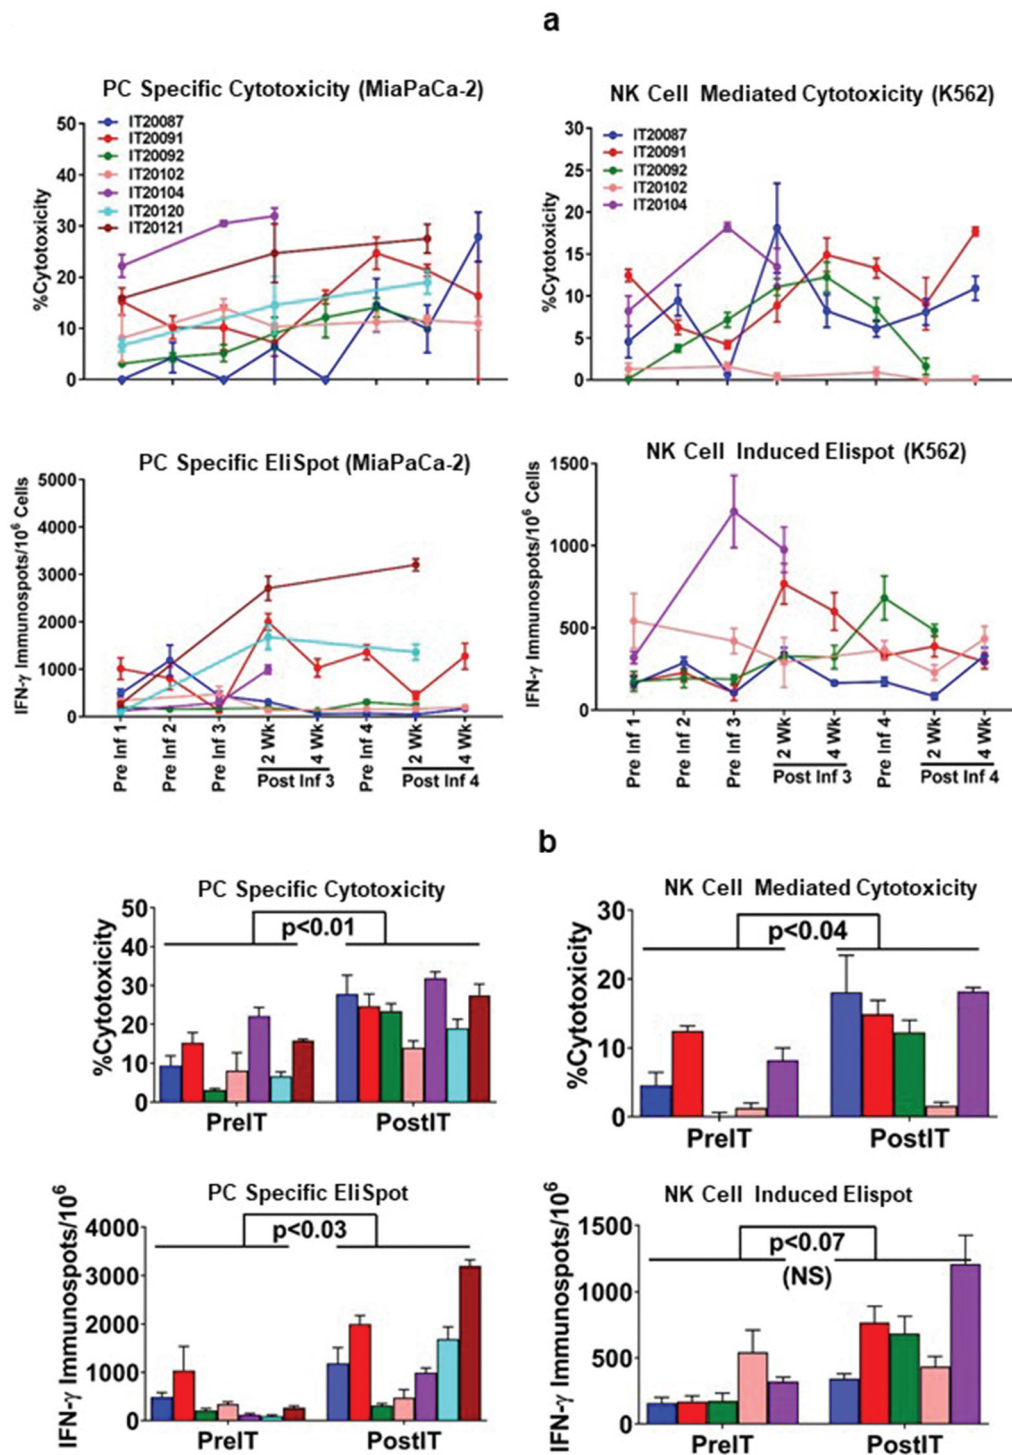 a
PC Specific Cytotoxicity (MiaPaCa-2)
%Cytotoxicity
50
40
30
20
10
0
IT20087
IT20091
IT20092
IT20102
IT20104
IT20120
IT20121
NK Cell Mediated Cytotoxicity (K562)
%Cytotoxicity
30
25
20
15
10
5
0
IT20087
IT20091
IT20092
IT20102
IT20104
PC Specific EliSpot (MiaPaCa-2)
IFN-γ Immunospots/10⁶ Cells
5000
4000
3000
2000
1000
0
Pre Inf 1
Pre Inf 2
Pre Inf 3
2 Wk
4 Wk
Post Inf 3
Pre Inf 4
2 Wk
4 Wk
Post Inf 4
NK Cell Induced Elispot (K562)
IFN-γ Immunospots/10⁶ Cells
1500
1000
500
0
Pre Inf 1
Pre Inf 2
Pre Inf 3
2 Wk
4 Wk
Post Inf 3
Pre Inf 4
2 Wk
4 Wk
Post Inf 4
b
PC Specific Cytotoxicity
%Cytotoxicity
50
40
30
20
10
0
p<0.01
PreIT
PostIT
NK Cell Mediated Cytotoxicity
%Cytotoxicity
30
20
10
0
p<0.04
PreIT
PostIT
PC Specific EliSpot
IFN-γ Immunospots/10⁶
4000
3000
2000
1000
0
p<0.03
PreIT
PostIT
NK Cell Induced Elispot
IFN-γ Immunospots/10⁶
1500
1000
500
0
p<0.07
(NS)
PreIT
PostIT